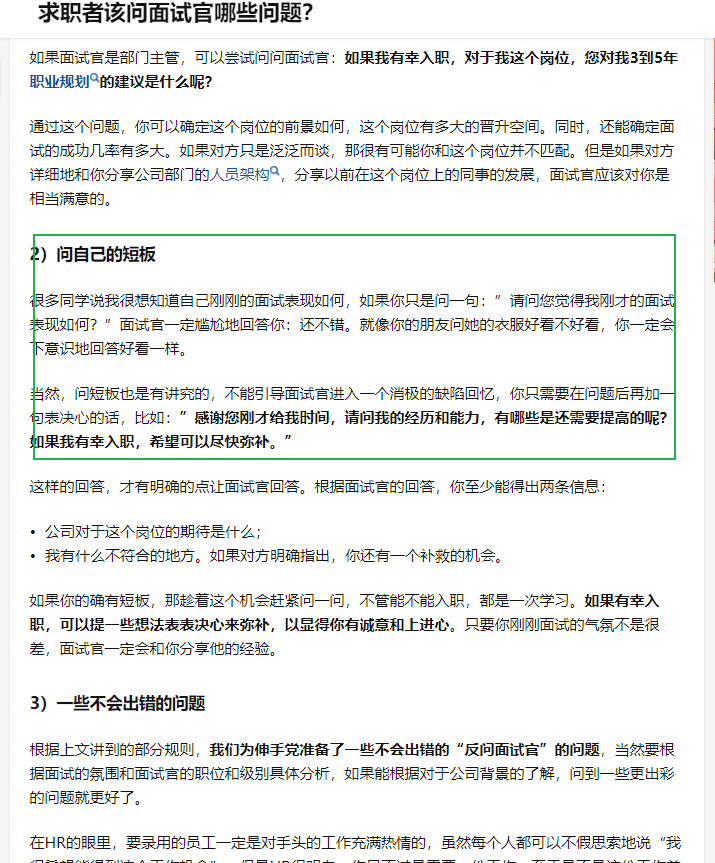 求职者该问面试官哪些问题？
如果面试官是部门主管，可以尝试问问面试官：如果我有幸入职，对于我这个岗位，您对我3到5年
职业规划的建议是什么呢？
通过这个问题，你可以确定这个岗位的前景如何，这个岗位有多大的晋升空间。同时，还能确定面
试的成功几率有多大。如果对方只是泛泛而谈，那很有可能你和这个岗位并不匹配。但是如果对方
详细地和你分享公司部门的人员架构，分享以前在这个岗位上的同事的发展，面试官应该对你是
相当满意的。
2）问自己的短板
很多同学说我很想知道自己刚刚的面试表现如何，如果你只是问一句：”请问您觉得我刚才的面试
表现如何？”面试官一定尴尬地回答你：还不错。就像你的朋友问她的衣服好看不好看，你一定会
下意识地回答好看一样。
当然，问短板也是有讲究的，不能引导面试官进入一个消极的缺陷回忆，你只需要在问题后再加一
句表决心的话，比如：”感谢您刚才给我时间，请问我的经历和能力，有哪些是还需要提高的呢？
如果我有幸入职，希望可以尽快弥补。”
这样的回答，才有明确的点让面试官回答。根据面试官的回答，你至少能得出两条信息：
• 公司对于这个岗位的期待是什么；
• 我有什么不符合的地方。如果对方明确指出，你还有一个补救的机会。
如果你的确有短板，那趁着这个机会赶紧问一问，不管能不能入职，都是一次学习。如果有幸入
职，可以提一些想法表表决心来弥补，以显得你有诚意和上进心。只要你刚刚面试的气氛不是很
差，面试官一定会和你分享他的经验。
3）一些不会出错的问题
根据上文讲到的部分规则，我们为伸手党准备了一些不会出错的“反问面试官”的问题，当然要根
据面试的氛围和面试官的职位和级别具体分析，如果能根据对于公司背景的了解，问到一些更出彩
的问题就更好了。
在HR的眼里，要录用的员工一定是对手头的工作充满热情的，虽然每个人都可以不假思索地说“我